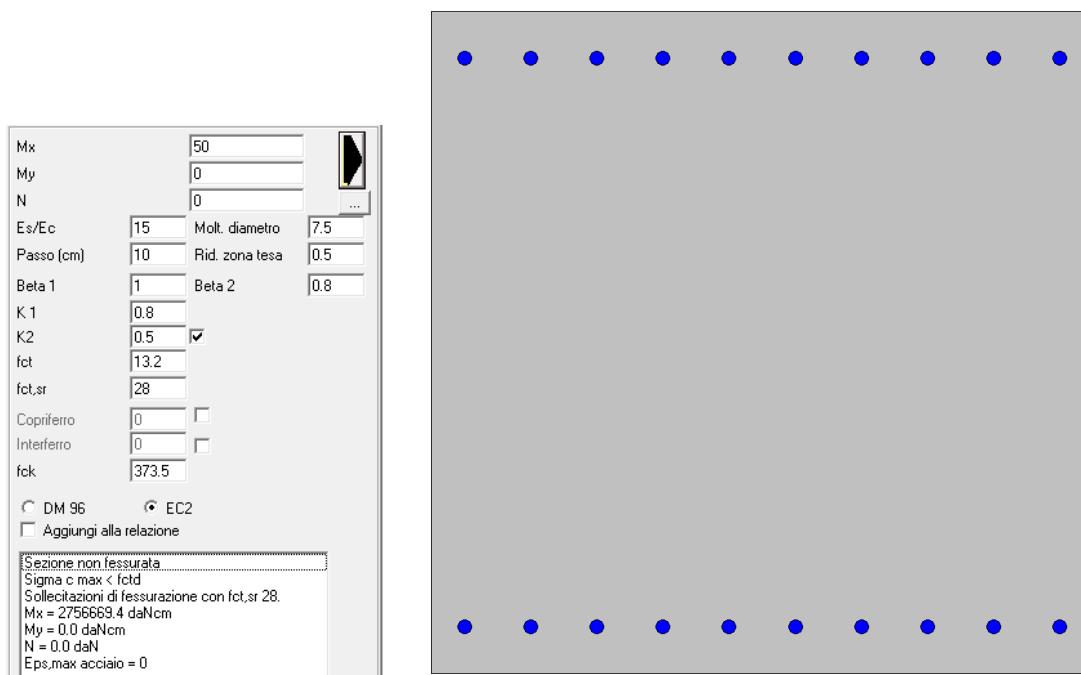 Mx 50
My 0
N 0
...
Es/Ec 15 Molt. diametro 7.5
Passo (cm) 10 Rid. zona tesa 0.5
Beta 1 1 Beta 2 0.8
K 1 0.8
K2 0.5
fct 13.2
fct,sr 28
Copriferro 0
Interferro 0
fck 373.5
DM 96 EC2
Aggiungi alla relazione
Sezione non fessurata
Sigma c max < fctd
Sollecitazioni di fessurazione con fct,sr 28.
Mx = 2756669.4 daNcm
My = 0.0 daNcm
N = 0.0 daN
Eps,max acciaio = 0